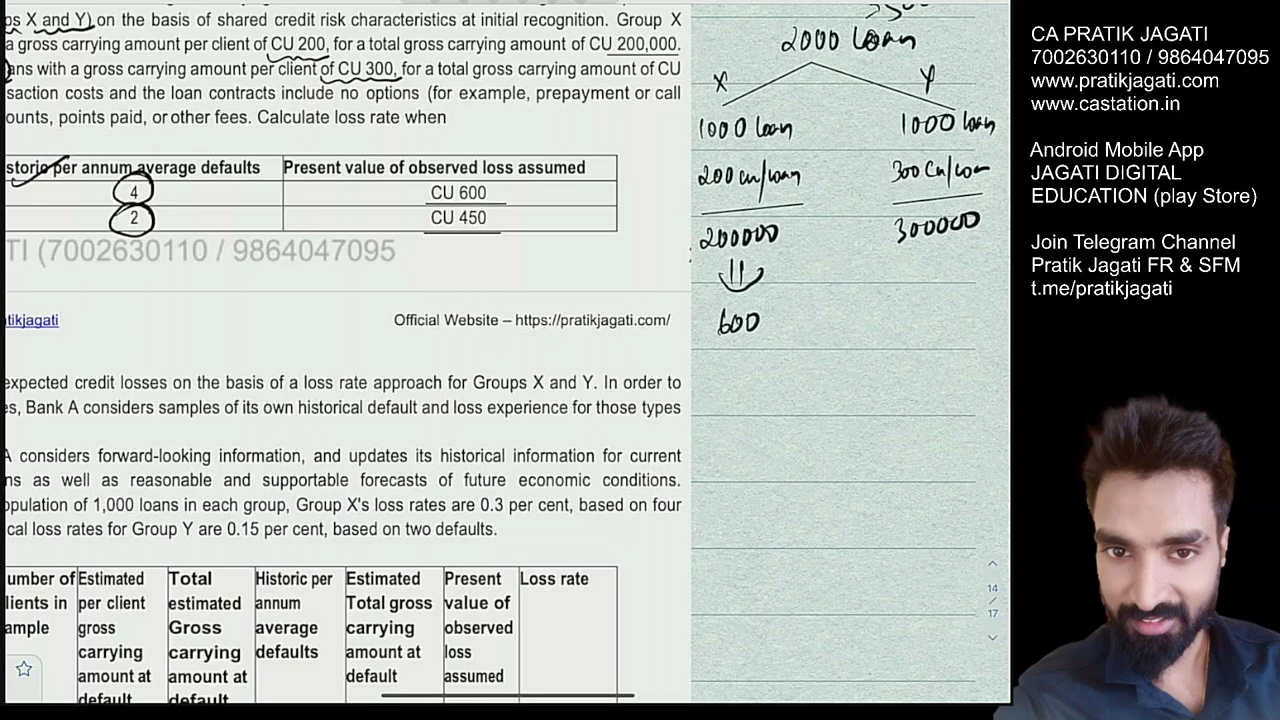 ps X and Y) on the basis of shared credit risk characteristics at initial recognition. Group X
a gross carrying amount per client of CU 200, for a total gross carrying amount of CU 200,000.
ans with a gross carrying amount per client of CU 300, for a total gross carrying amount of CU
saction costs and the loan contracts include no options (for example, prepayment or call
ounts, points paid, or other fees. Calculate loss rate when
storic per annum average defaults Present value of observed loss assumed
4 CU 600
2 CU 450
TI (7002630110 / 9864047095
tikjagati Official Website – https://pratikjagati.com/
expected credit losses on the basis of a loss rate approach for Groups X and Y. In order to
es, Bank A considers samples of its own historical default and loss experience for those types
A considers forward-looking information, and updates its historical information for current
ns as well as reasonable and supportable forecasts of future economic conditions.
opulation of 1,000 loans in each group, Group X's loss rates are 0.3 per cent, based on four
cal loss rates for Group Y are 0.15 per cent, based on two defaults.
umber of Estimated Total Historic per Estimated Present Loss rate
lients in per client estimated annum Total gross value of
ample gross Gross average carrying observed
carrying carrying defaults amount at loss
amount at amount at default assumed
default default
2000 loan
X Y
1000 loan 1000 loan
200 cu/loan 300 Cu/loan
200000 300000
600
14
/
17
CA PRATIK JAGATI
7002630110 / 9864047095
www.pratikjagati.com
www.castation.in
Android Mobile App
JAGATI DIGITAL
EDUCATION (play Store)
Join Telegram Channel
Pratik Jagati FR & SFM
t.me/pratikjagati